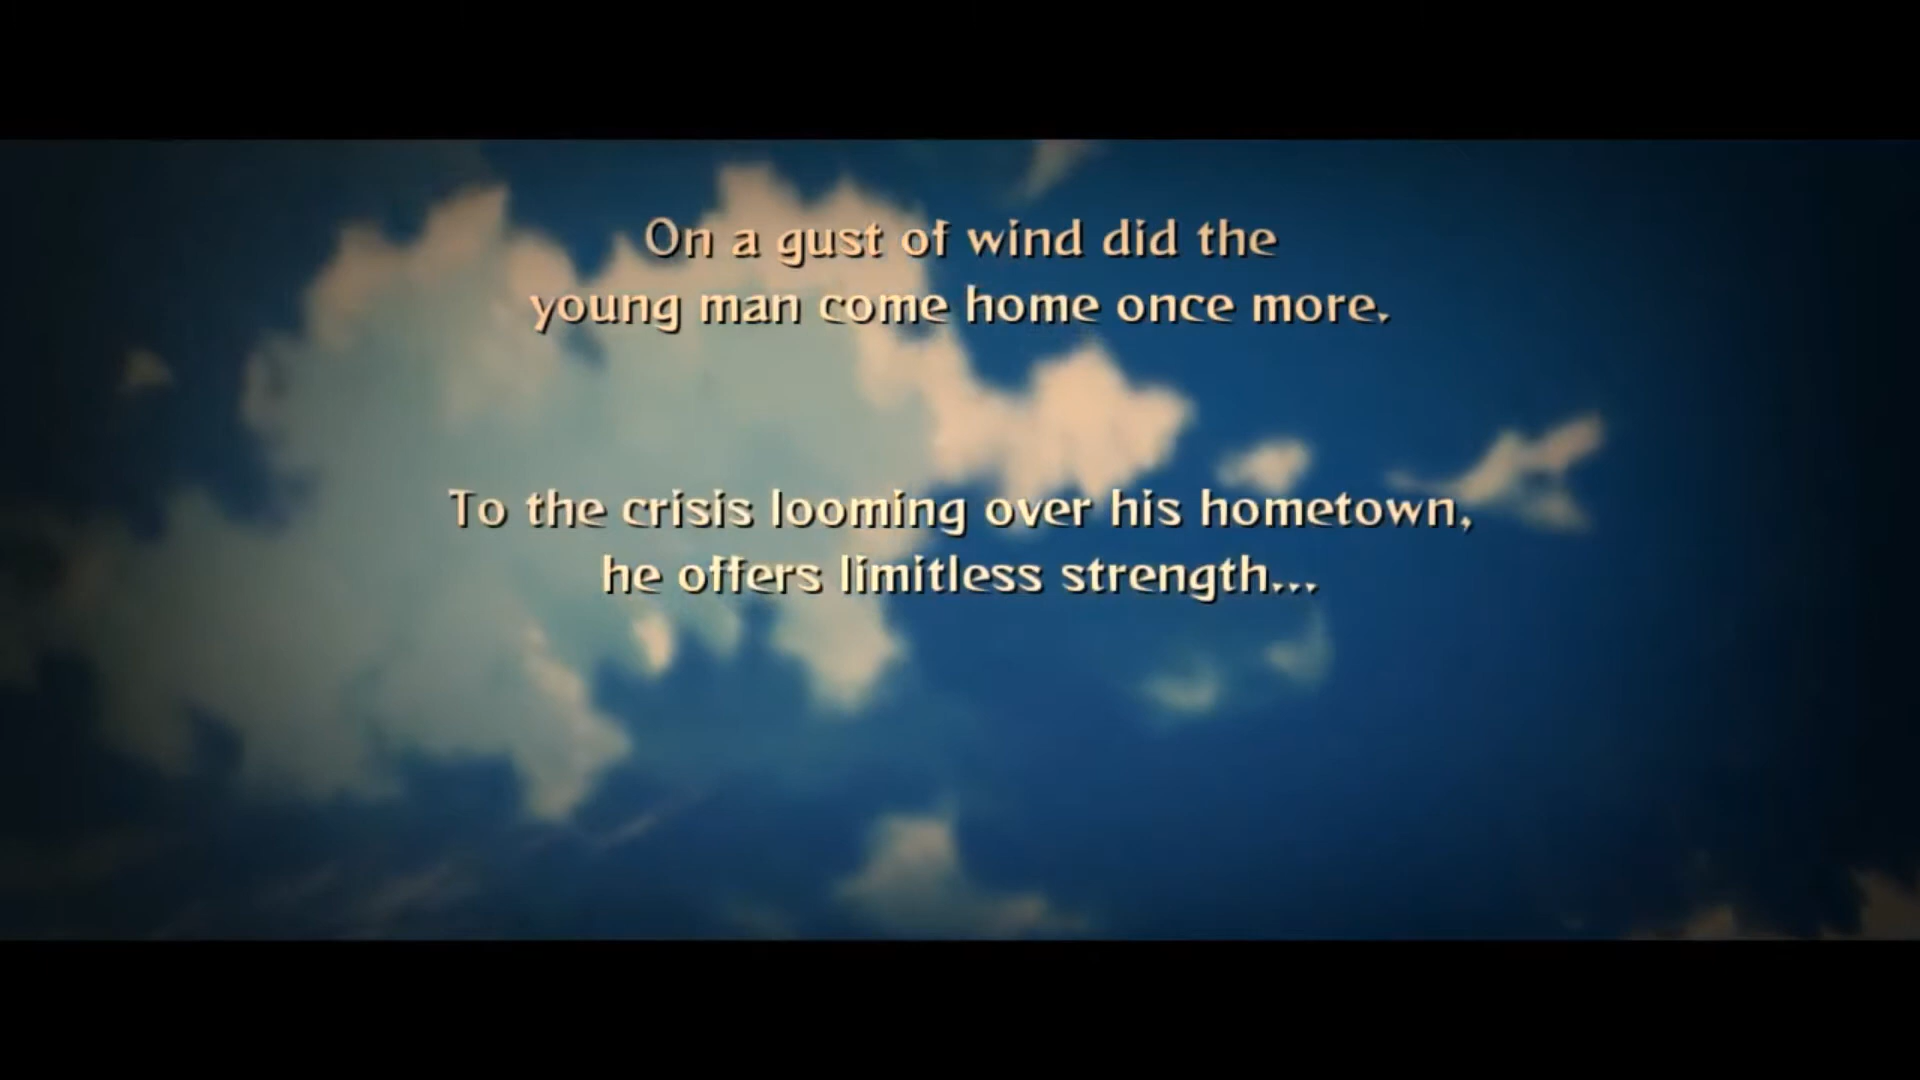 On a gust of wind did the
young man come home once more.
To the crisis looming over his hometown,
he offers limitless strength...